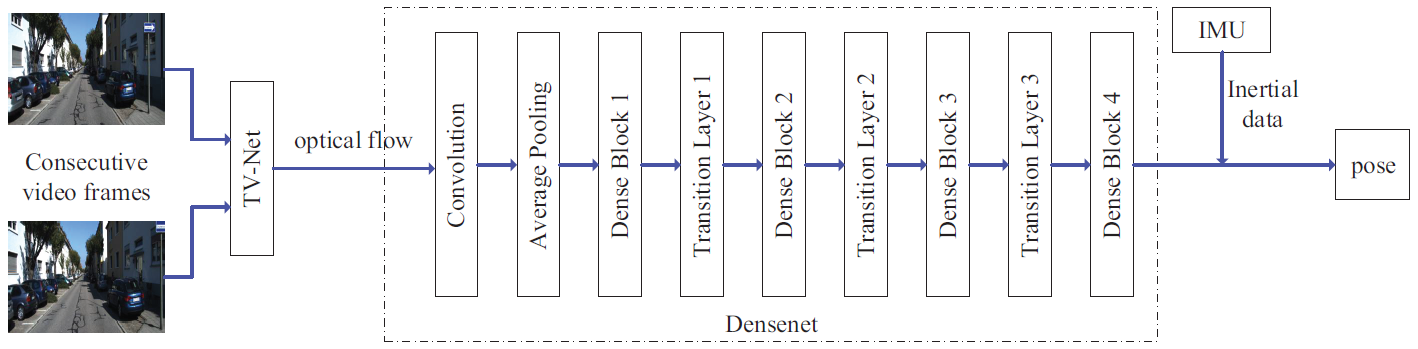 Consecutive
video frames
TV-Net
optical flow
Convolution
Average Pooling
Dense Block 1
Transition Layer 1
Dense Block 2
Transition Layer 2
Dense Block 3
Transition Layer 3
Dense Block 4
Densenet
IMU
Inertial
data
pose